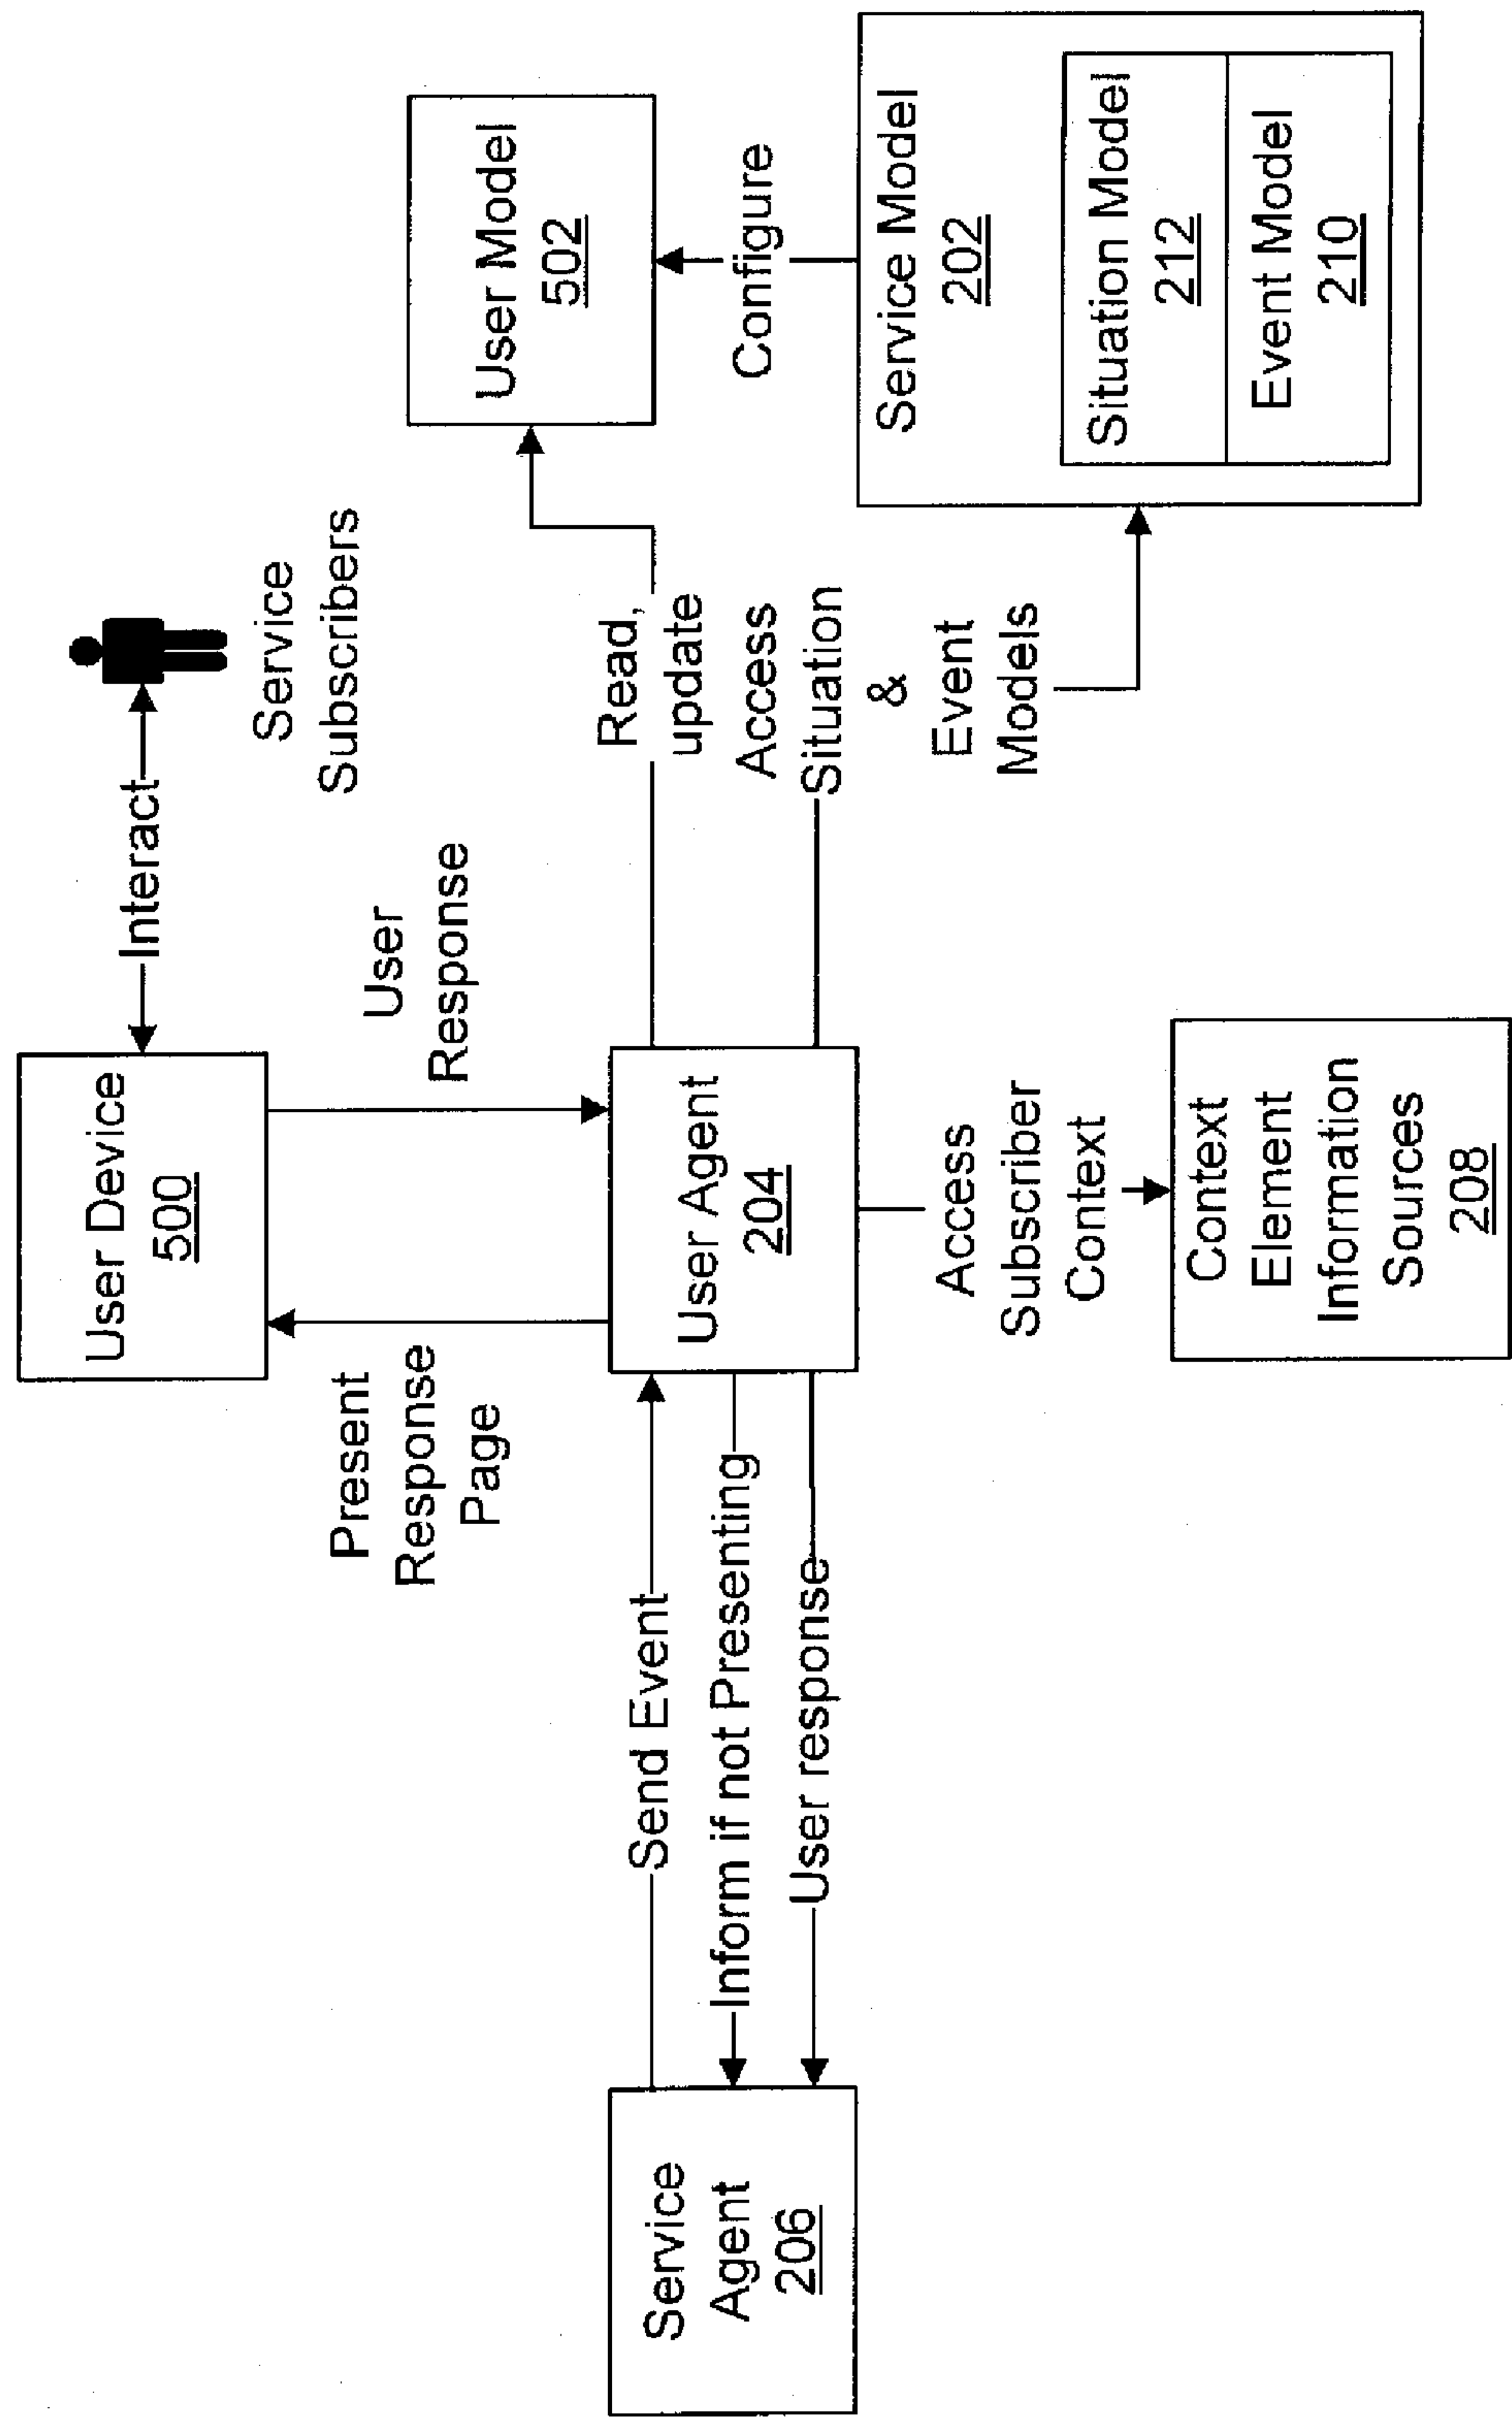 User Device
500
Interact
Service
Subscribers
Present
Response
Page
User
Response
User Model
502
Service
Agent
206
Send Event
Inform if not Presenting
User response
User Agent
204
Read,
update
Access
Situation
&
Event
Models
Configure
Access
Subscriber
Context
Service Model
202
Situation Model
212
Event Model
210
Context
Element
Information
Sources
208